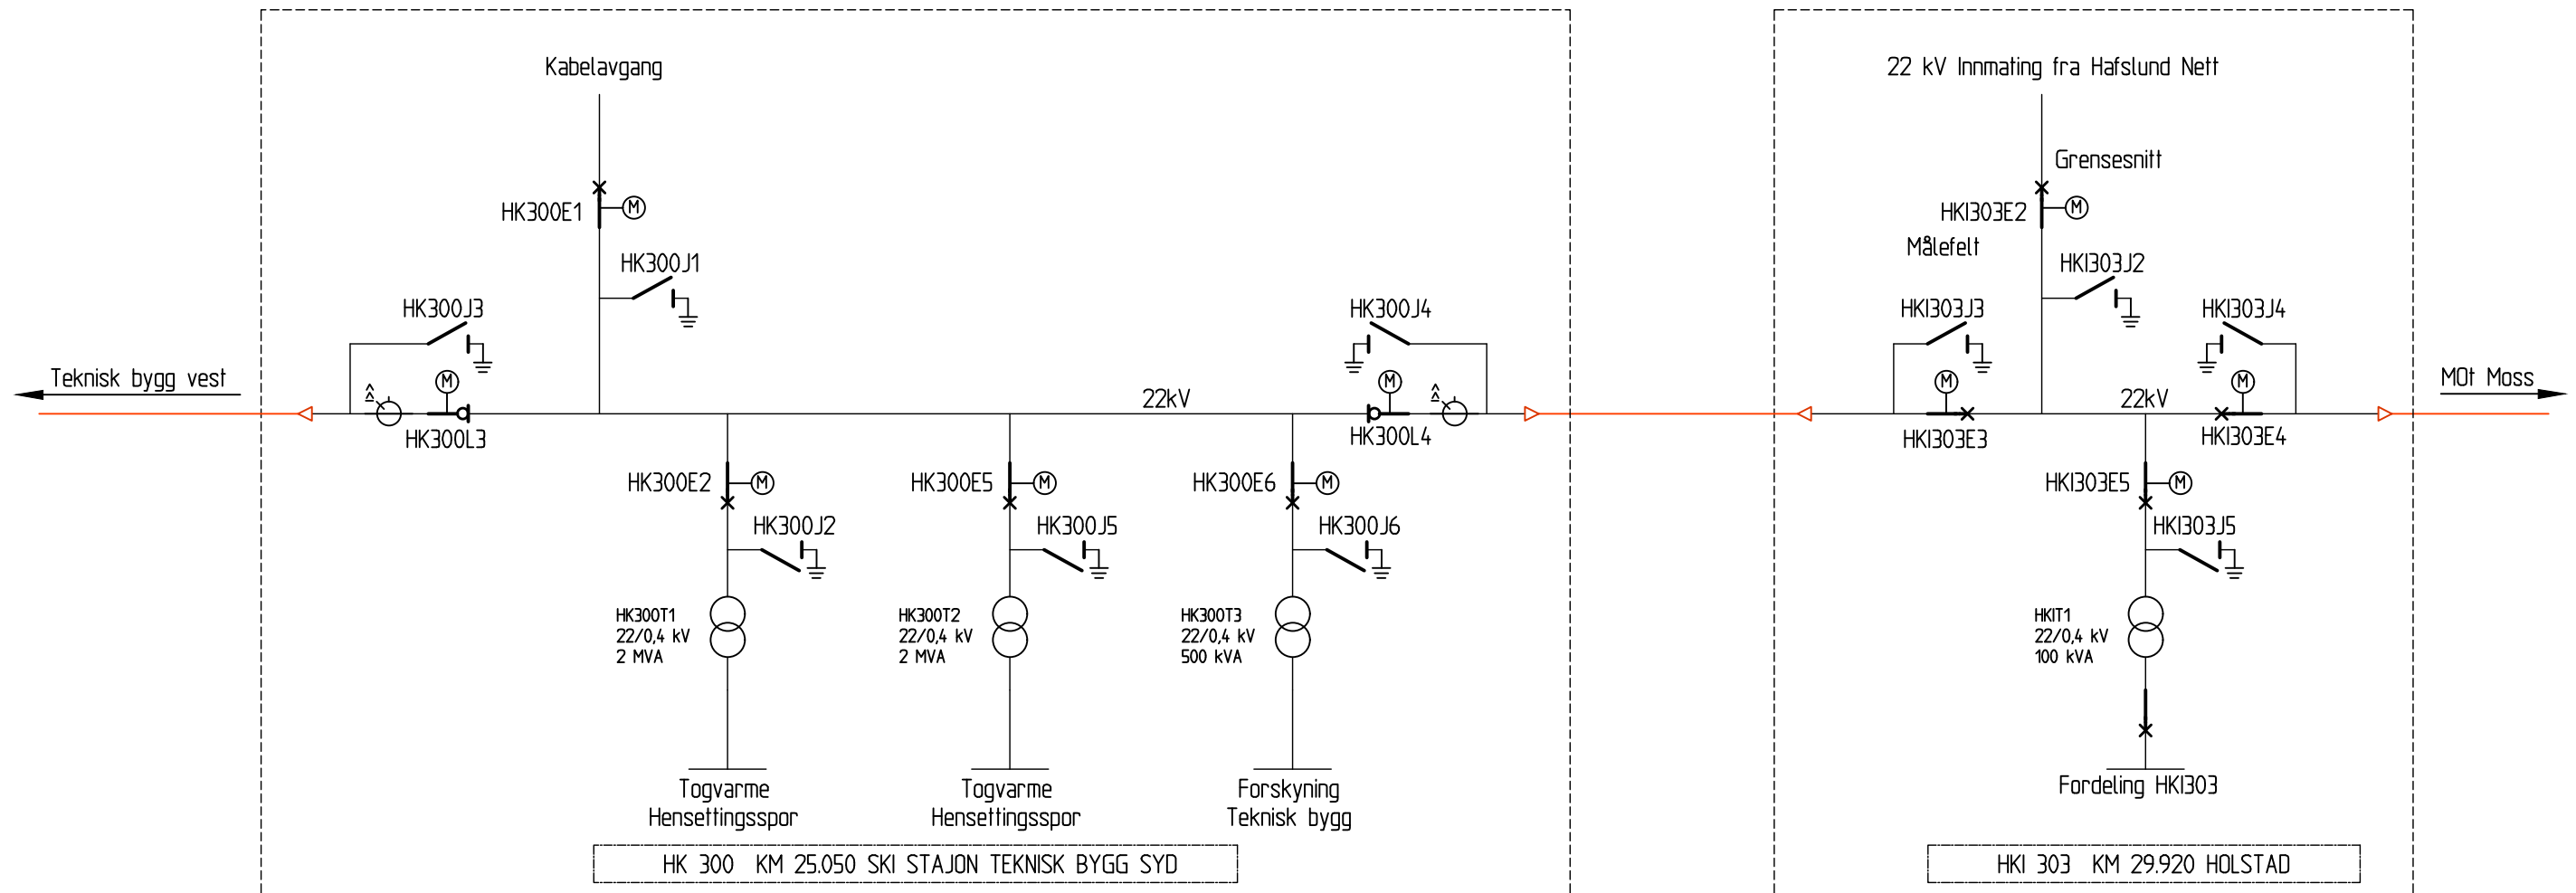 Kabelavgang
22 kV Innmating fra Hafslund Nett
Grensesnitt
HK300E1
M
HKI303E2
M
Målefelt
HK300J1
HKI303J2
HK300J3
HK300J4
HKI303J3
HKI303J4
Teknisk bygg vest
M
M
M
M
MOt Moss
22kV
22kV
HK300L3
HK300L4
HKI303E3
HKI303E4
HK300E2
M
HK300E5
M
HK300E6
M
HKI303E5
M
HK300J2
HK300J5
HK300J6
HKI303J5
HK300T1
22/0,4 kV
2 MVA
HK300T2
22/0,4 kV
2 MVA
HK300T3
22/0,4 kV
500 kVA
HKIT1
22/0,4 kV
100 kVA
Togvarme
Hensettingsspor
Togvarme
Hensettingsspor
Forskyning
Teknisk bygg
Fordeling HKI303
HK 300 KM 25.050 SKI STAJON TEKNISK BYGG SYD
HKI 303 KM 29.920 HOLSTAD